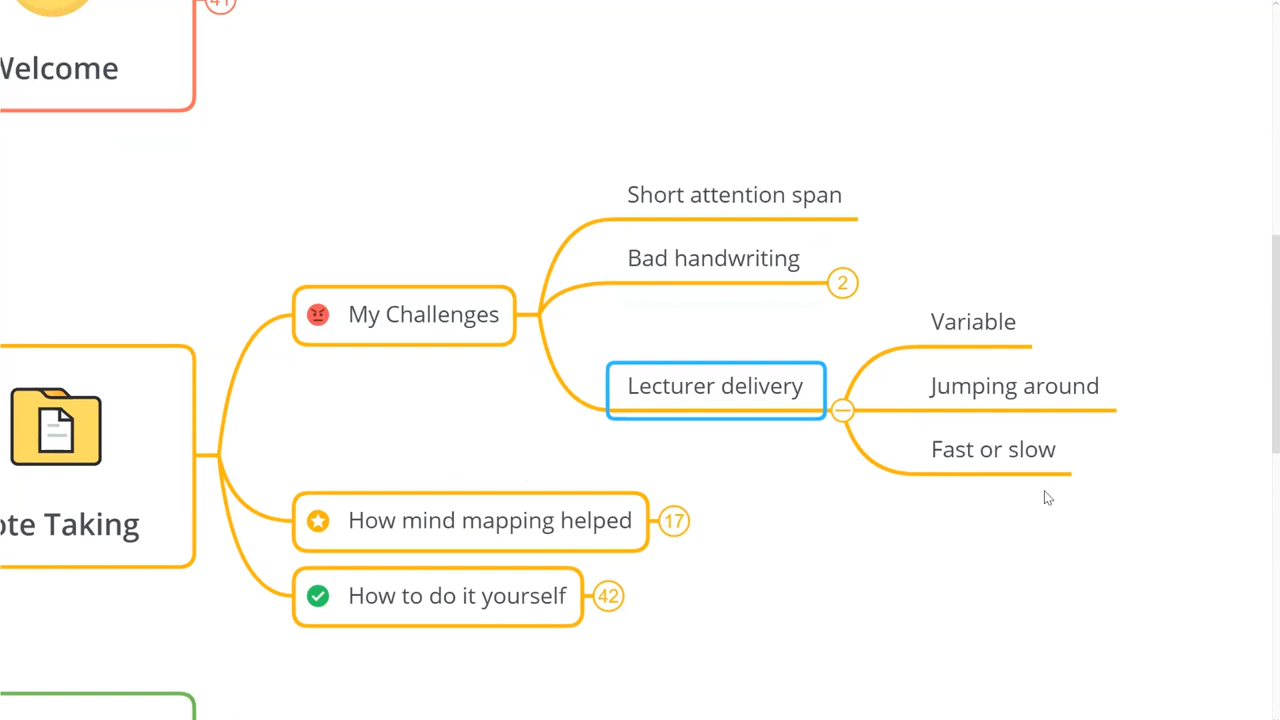 Welcome
Short attention span
Bad handwriting
2
My Challenges
Variable
Lecturer delivery
Jumping around
Fast or slow
ote Taking
How mind mapping helped
17
How to do it yourself
42